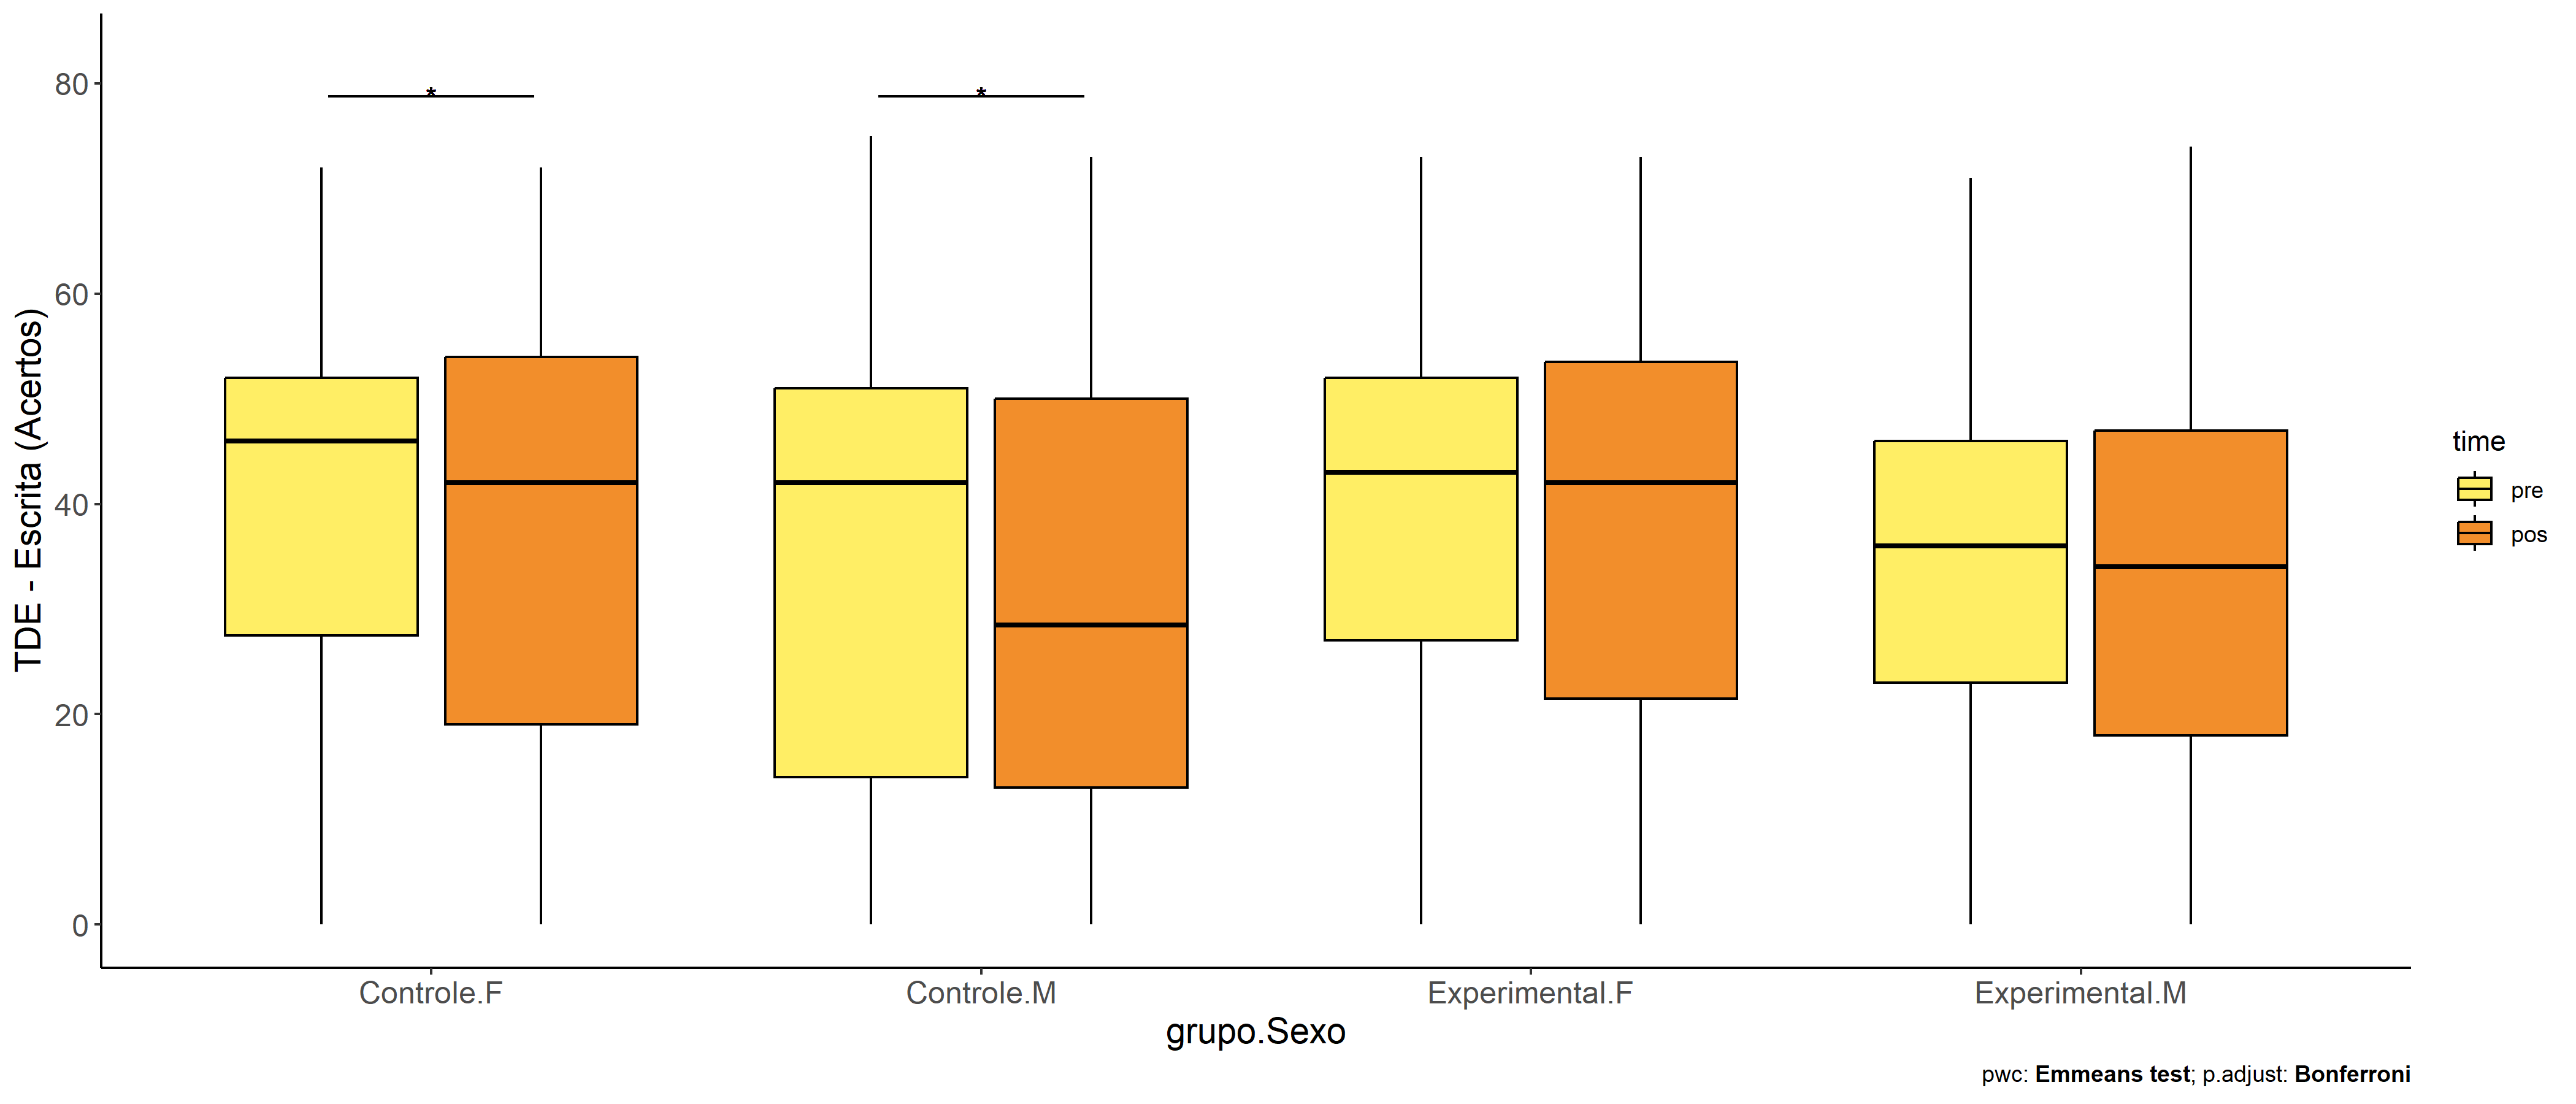 TDE - Escrita (Acertos)
80
60
40
20
0
*
*
Controle.F
Controle.M
Experimental.F
Experimental.M
grupo.Sexo
time
pre
pos
pwc: Emmeans test; p.adjust: Bonferroni